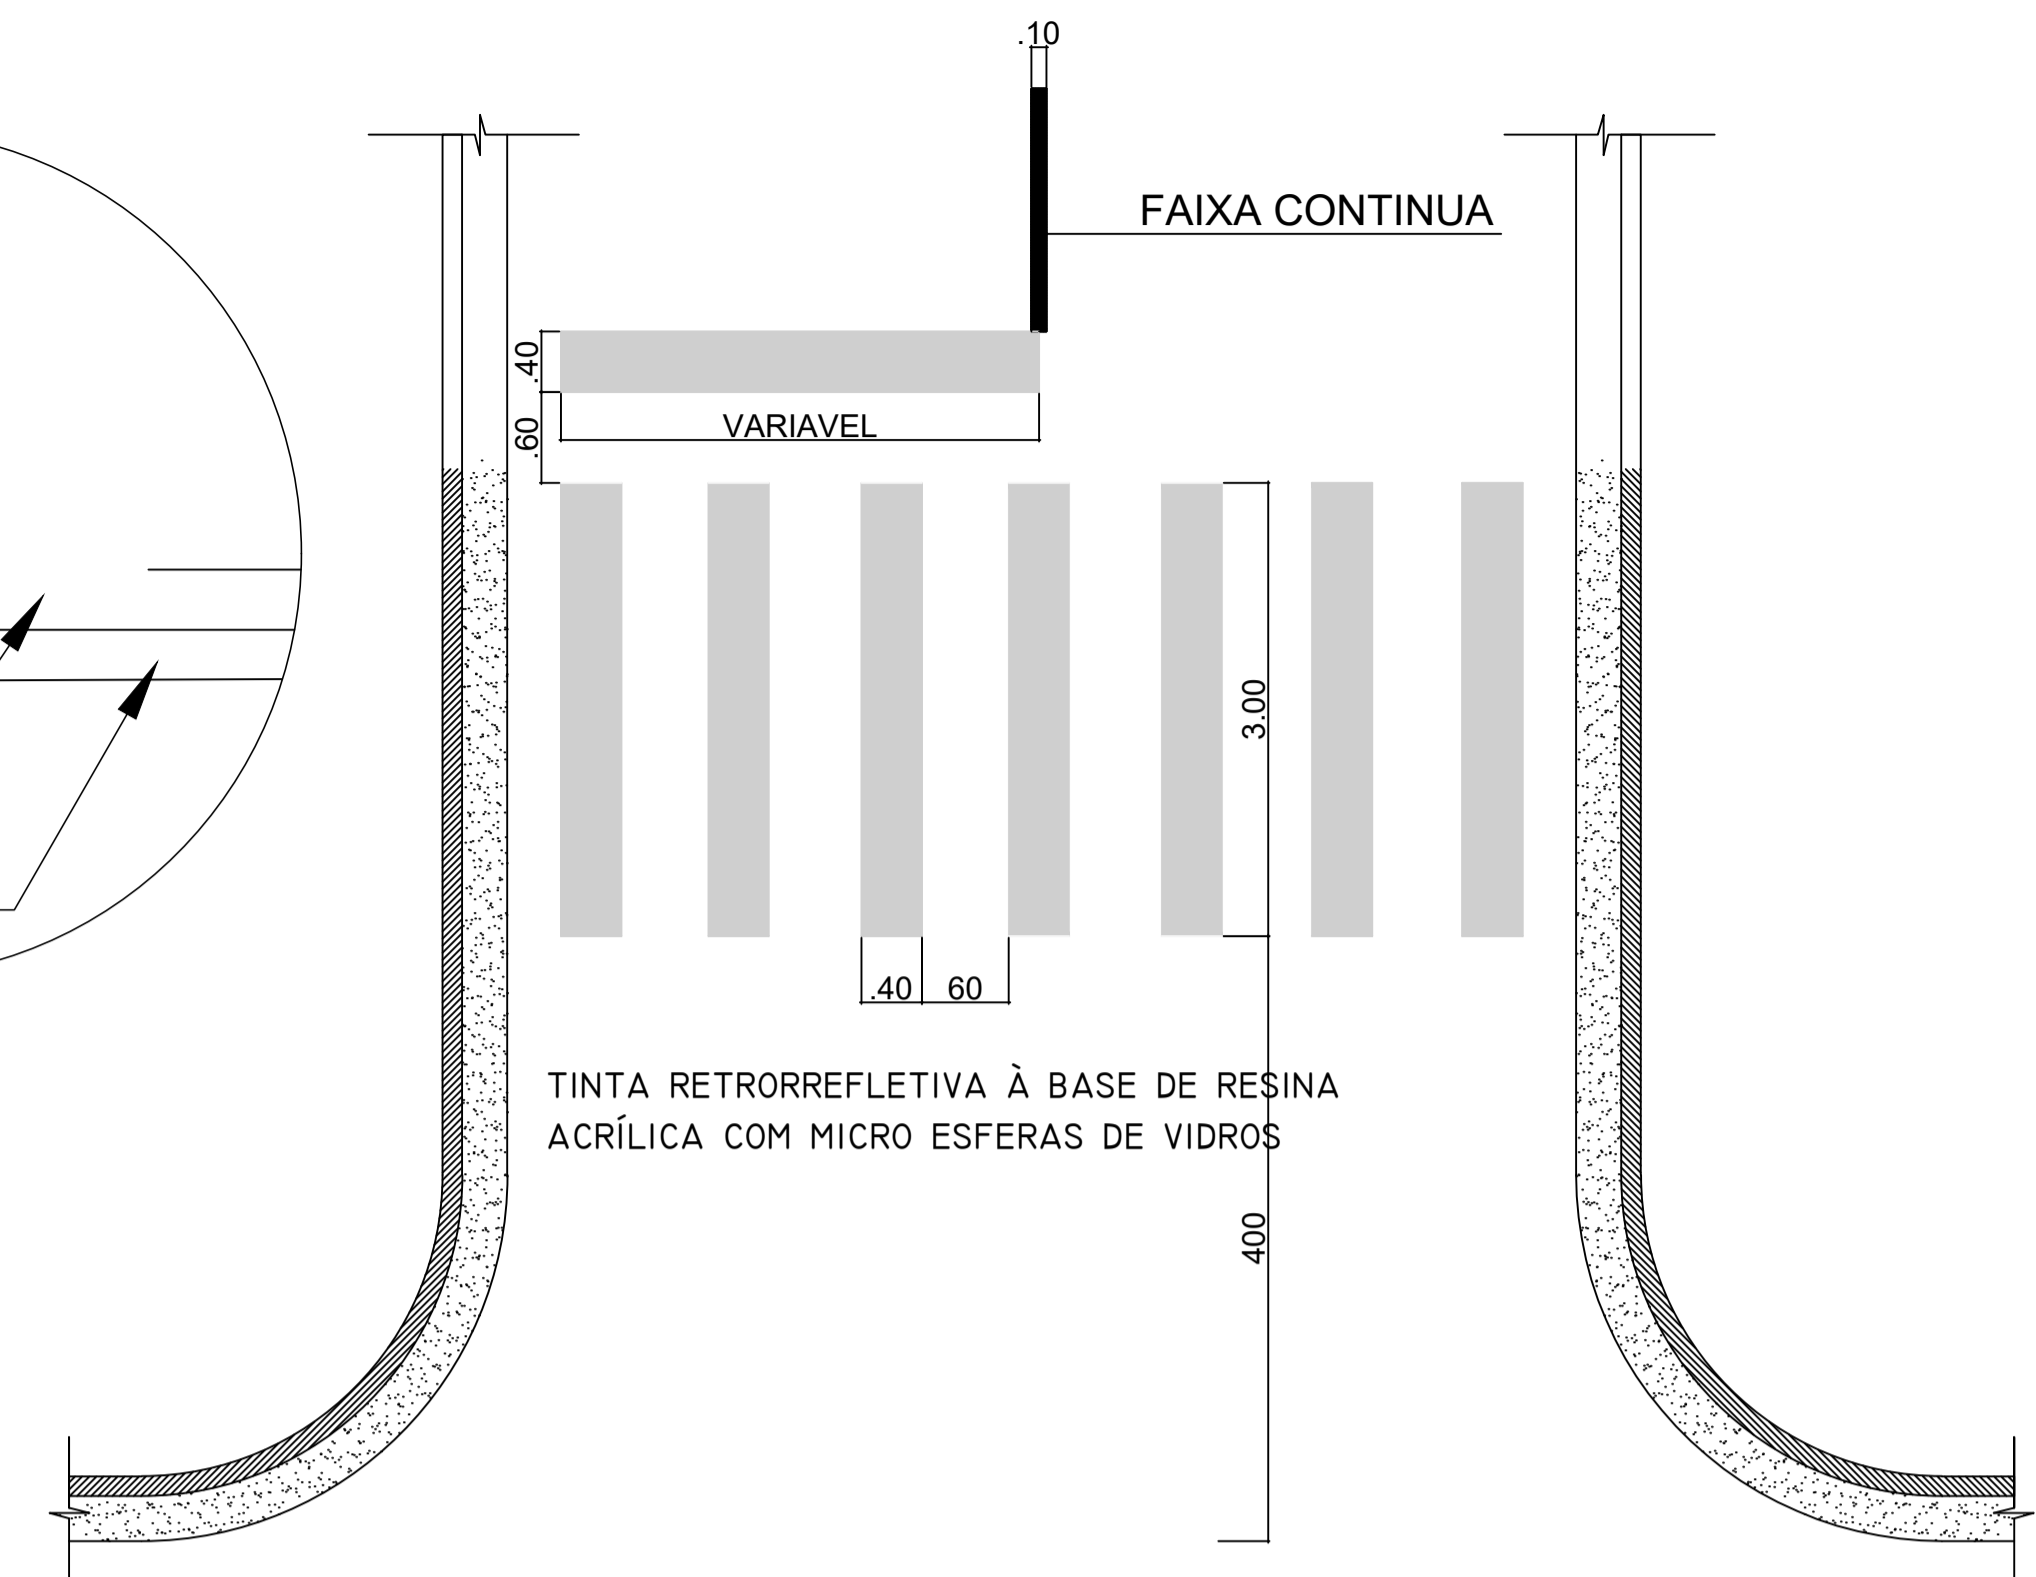 .10
FAIXA CONTINUA
.40
VARIAVEL
.60
3.00
.40 60
TINTA RETRORREFLETIVA À BASE DE RESINA
ACRÍLICA COM MICRO ESFERAS DE VIDROS
400